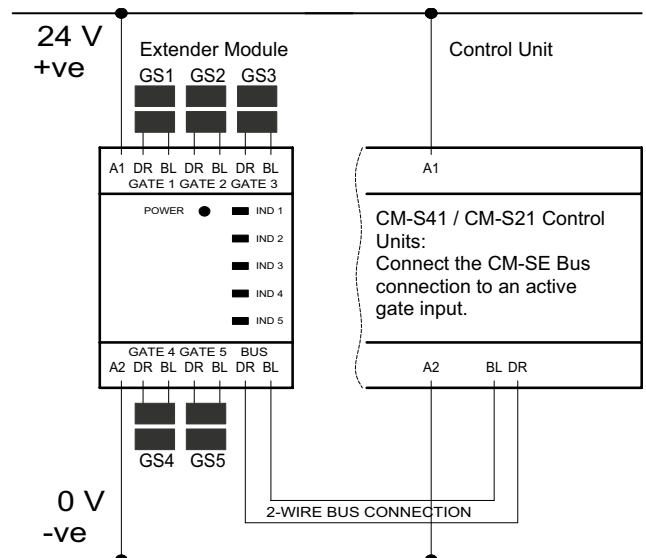 24 V
+ve
Extender Module
Control Unit
GS1 GS2 GS3
A1 DR BL DR BL DR BL
GATE 1 GATE 2 GATE 3
A1
POWER
IND 1
IND 2
IND 3
IND 4
IND 5
CM-S41 / CM-S21 Control
Units:
Connect the CM-SE Bus
connection to an active
gate input.
GATE 4 GATE 5 BUS
A2 DR BL DR BL DR BL
A2 BL DR
GS4 GS5
0 V
-ve
2-WIRE BUS CONNECTION